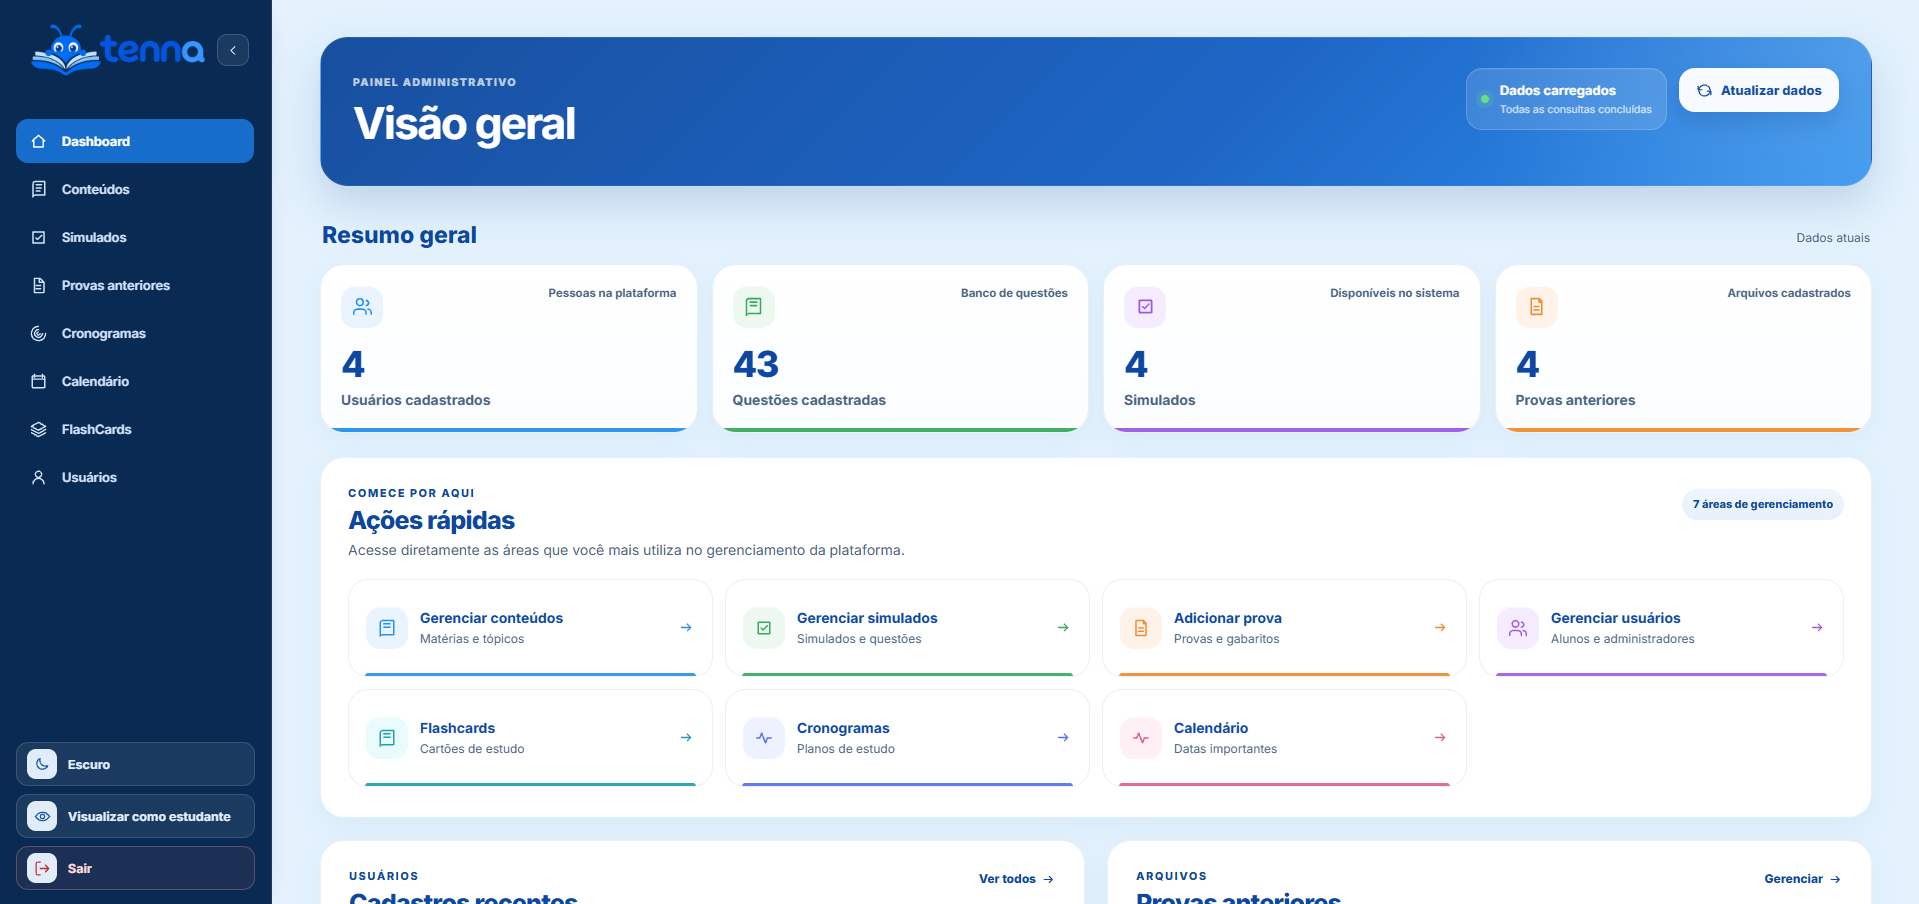 tenna
Dashboard
Conteúdos
Simulados
Provas anteriores
Cronogramas
Calendário
FlashCards
Usuários
Escuro
Visualizar como estudante
Sair
PAINEL ADMINISTRATIVO
Visão geral
Dados carregados
Todas as consultas concluídas
Atualizar dados
Resumo geral
Dados atuais
Pessoas na plataforma
4
Usuários cadastrados
Banco de questões
43
Questões cadastradas
Disponíveis no sistema
4
Simulados
Arquivos cadastrados
4
Provas anteriores
COMECE POR AQUI
Ações rápidas
Acesse diretamente as áreas que você mais utiliza no gerenciamento da plataforma.
7 áreas de gerenciamento
Gerenciar conteúdos
Matérias e tópicos
Gerenciar simulados
Simulados e questões
Adicionar prova
Provas e gabaritos
Gerenciar usuários
Alunos e administradores
Flashcards
Cartões de estudo
Cronogramas
Planos de estudo
Calendário
Datas importantes
USUÁRIOS
Cadastros recentes
Ver todos
ARQUIVOS
Provas anteriores
Gerenciar